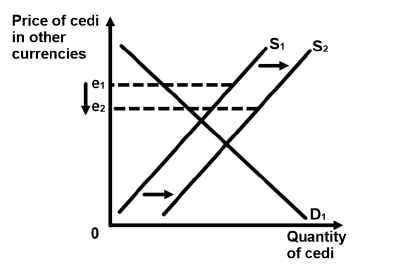 Price of cedi
in other
currencies
S1
S2
e1
e2
D1
0
Quantity
of cedi